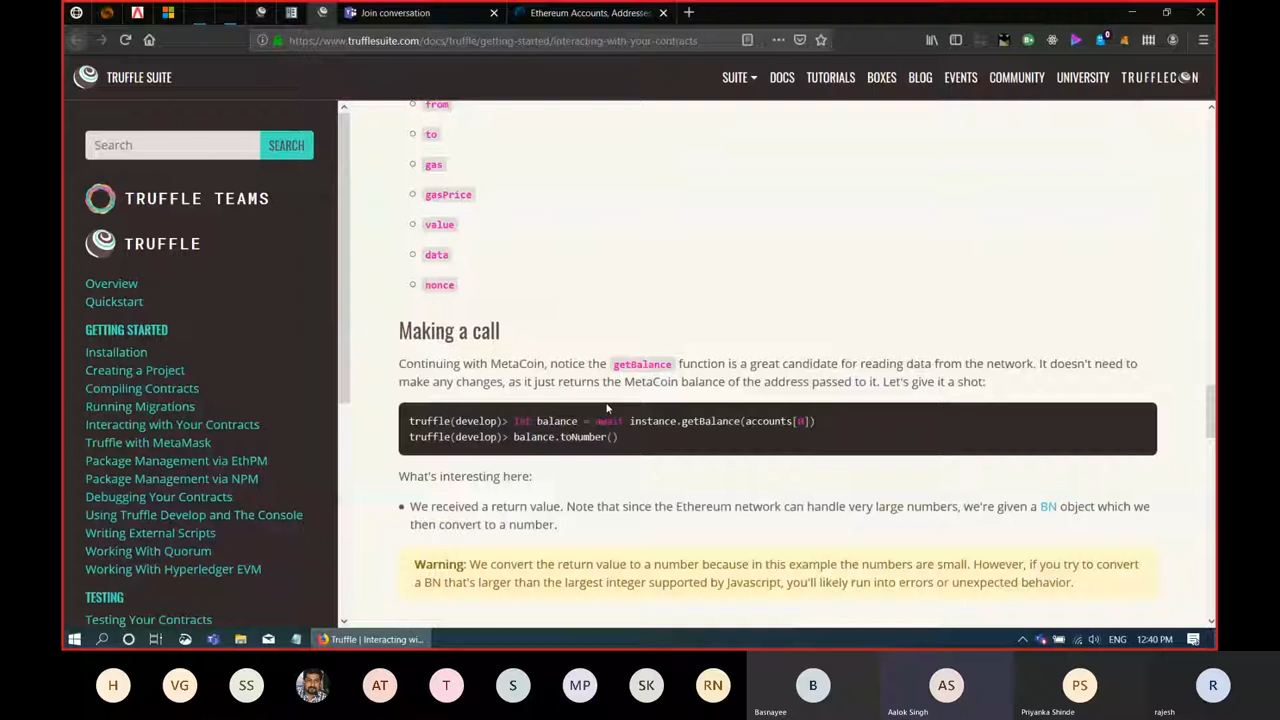 Join conversation
Ethereum Accounts, Addresses
https://www.trufflesuite.com/docs/truffle/getting-started/interacting-with-your-contracts
0
TRUFFLE SUITE
SUITE
DOCS
TUTORIALS
BOXES
BLOG
EVENTS
COMMUNITY
UNIVERSITY
TRUFFLECON
Search
SEARCH
TRUFFLE TEAMS
TRUFFLE
Overview
Quickstart
GETTING STARTED
Installation
Creating a Project
Compiling Contracts
Running Migrations
Interacting with Your Contracts
Truffle with MetaMask
Package Management via EthPM
Package Management via NPM
Debugging Your Contracts
Using Truffle Develop and The Console
Writing External Scripts
Working With Quorum
Working With Hyperledger EVM
TESTING
Testing Your Contracts
from
to
gas
gasPrice
value
data
nonce
Making a call
Continuing with MetaCoin, notice the getBalance function is a great candidate for reading data from the network. It doesn't need to
make any changes, as it just returns the MetaCoin balance of the address passed to it. Let's give it a shot:
truffle(develop)> let balance = await instance.getBalance(accounts[0])
truffle(develop)> balance.toNumber()
What's interesting here:
We received a return value. Note that since the Ethereum network can handle very large numbers, we're given a BN object which we
then convert to a number.
Warning: We convert the return value to a number because in this example the numbers are small. However, if you try to convert
a BN that's larger than the largest integer supported by Javascript, you'll likely run into errors or unexpected behavior.
Truffle | Interacting wi...
ENG
12:40 PM
H
VG
SS
AT
T
S
MP
SK
RN
B
Basnayee
AS
Aalok Singh
PS
Priyanka Shinde
R
rajesh